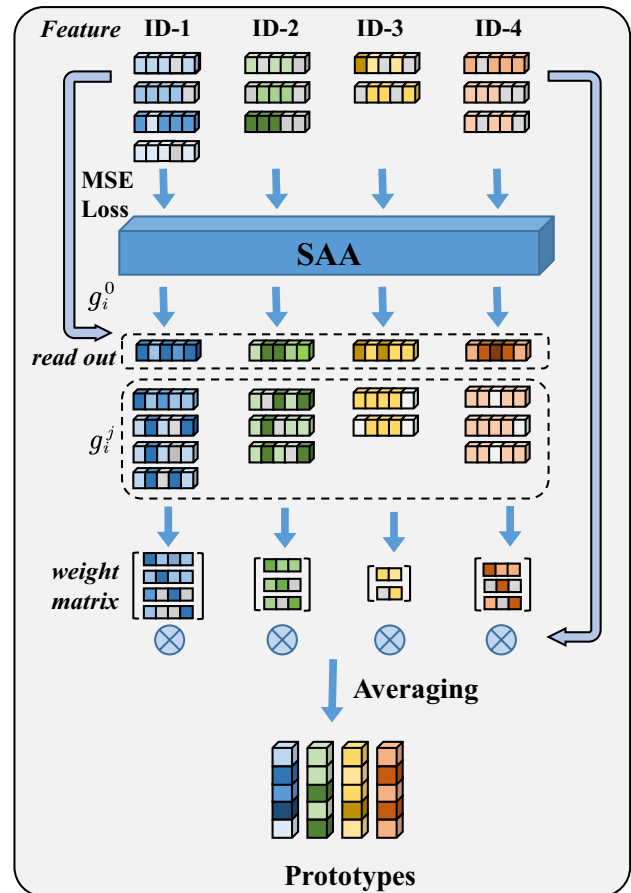 Feature ID-1 ID-2 ID-3 ID-4
MSE
Loss
SAA
g_i^0
read out
g_i^j
weight
matrix
Averaging
Prototypes